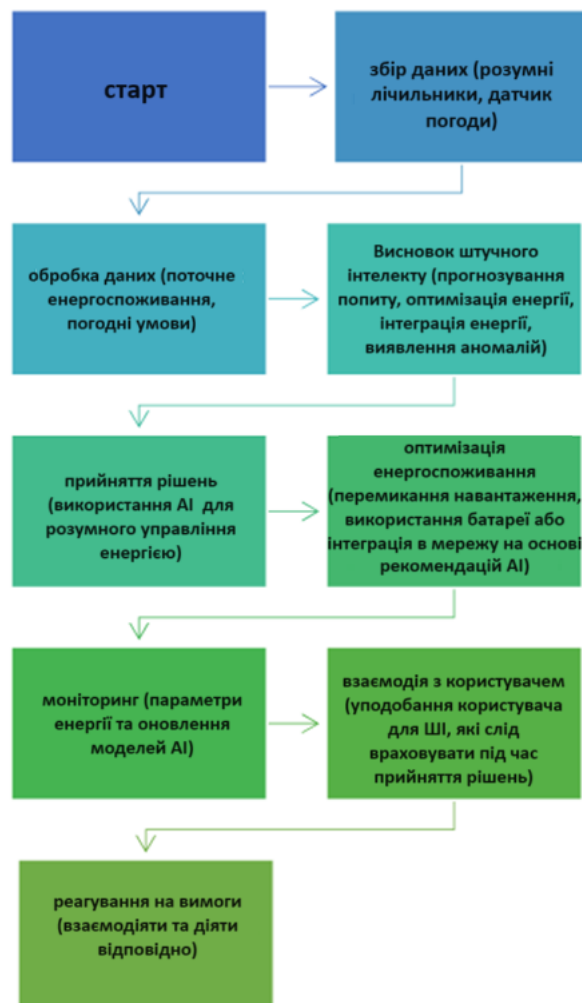 старт
збір даних (розумні
лічильники, датчик
погоди)
обробка даних (поточне
енергоспоживання,
погодні умови)
Висновок штучного
інтелекту (прогнозування
попиту, оптимізація енергії,
інтеграція енергії,
виявлення аномалій)
прийняття рішень
(використання AI для
розумного управління
енергією)
оптимізація
енергоспоживання
(перемикання навантаження,
використання батареї або
інтеграція в мережу на основі
рекомендацій AI)
моніторинг (параметри
енергії та оновлення
моделей AI)
взаємодія з користувачем
(уподобання користувача
для ШІ, які слід
враховувати під час
прийняття рішень)
реагування на вимоги
(взаємодіяти та діяти
відповідно)